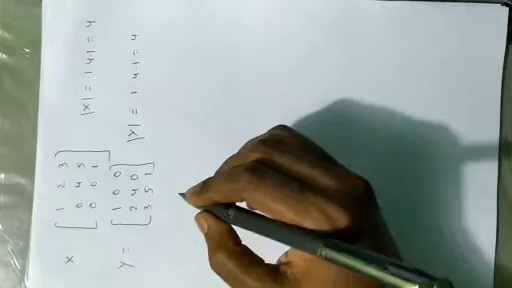 1 2 3
X 0 4 5 |X| = 1 4 1 = 4
0 0 1
1 0 0
Y = 2 4 0 |Y| = 1 4 · 1 = 4
3 5 1